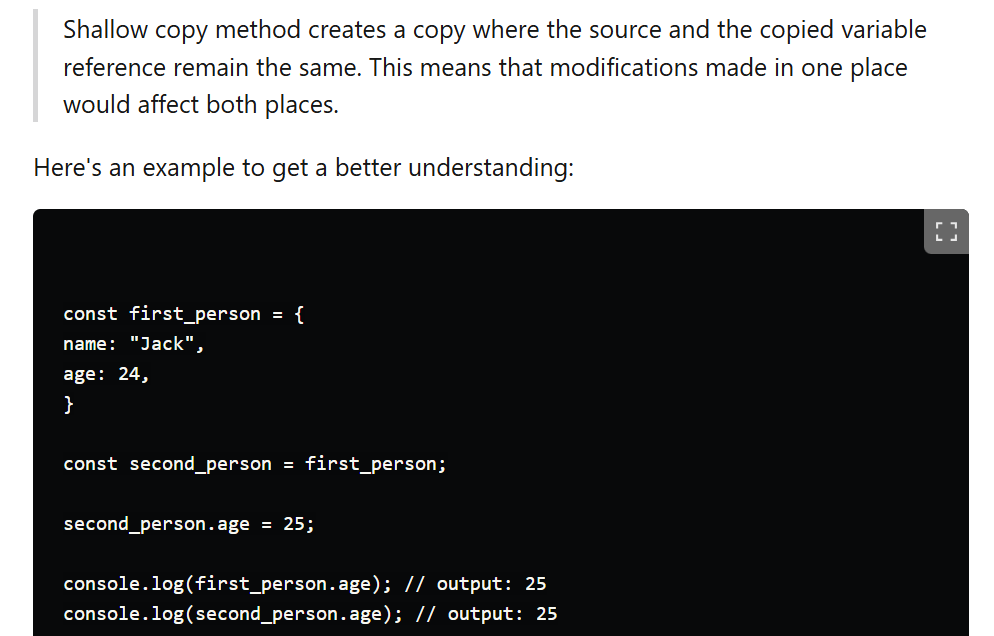 Shallow copy method creates a copy where the source and the copied variable
reference remain the same. This means that modifications made in one place
would affect both places.
Here's an example to get a better understanding:
const first_person = {
name: "Jack",
age: 24,
}
const second_person = first_person;
second_person.age = 25;
console.log(first_person.age); // output: 25
console.log(second_person.age); // output: 25